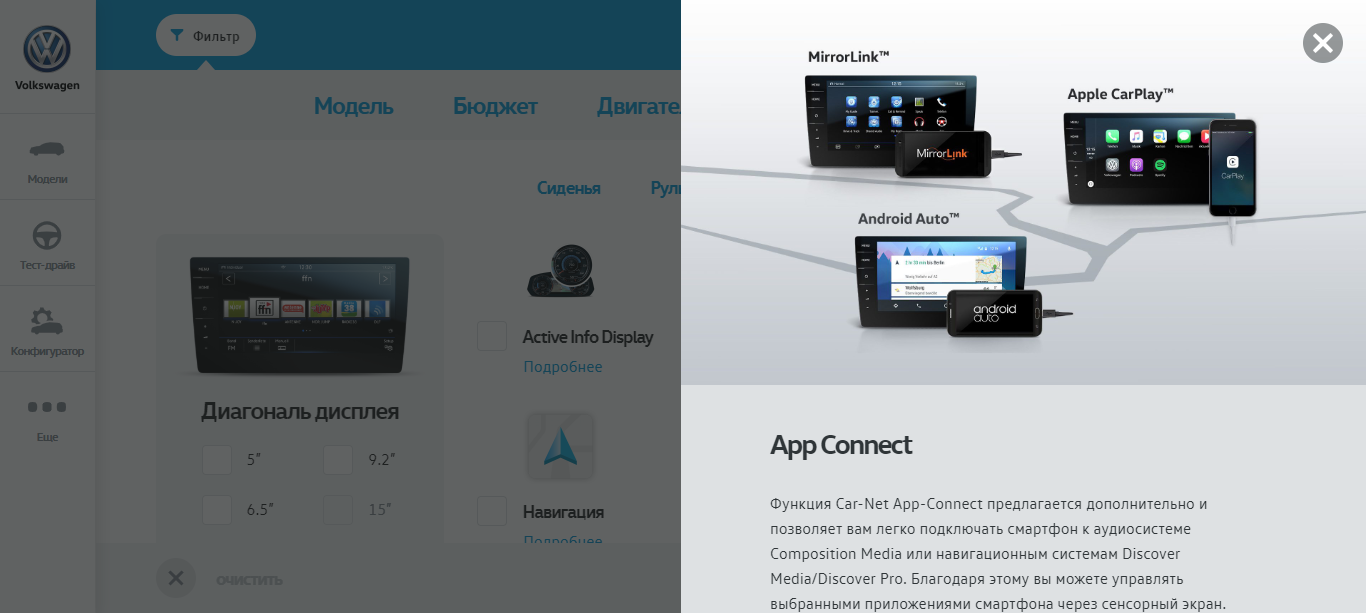 Volkswagen
Модели
Тест-драйв
Конфигуратор
Еще
Фильтр
Модель
Бюджет
Двигате
Сиденья
Рули
ffn
Диагональ дисплея
5″
9.2″
6.5″
15″
Active Info Display
Подробнее
Навигация
Подробнее
очистить
MirrorLink™
MirrorLink
Apple CarPlay™
CarPlay
Android Auto™
android
auto
App Connect
Функция Car-Net App-Connect предлагается дополнительно и
позволяет вам легко подключать смартфон к аудиосистеме
Composition Media или навигационным системам Discover
Media/Discover Pro. Благодаря этому вы можете управлять
выбранными приложениями смартфона через сенсорный экран.